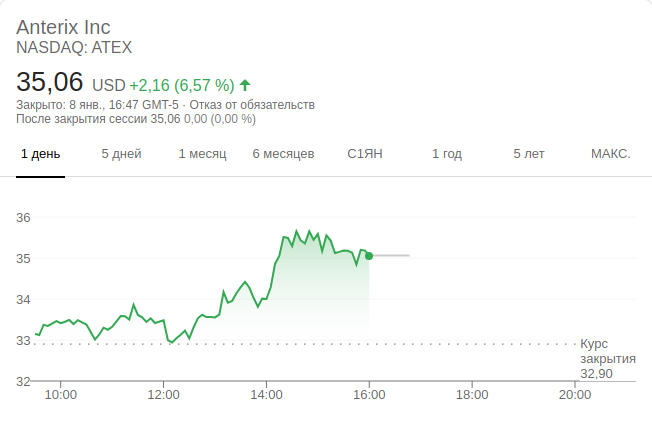 Anterix Inc
NASDAQ: ATEX
35,06 USD +2,16 (6,57 %)
Закрыто: 8 янв., 16:47 GMT-5 · Отказ от обязательств
После закрытия сессии 35,06 0,00 (0,00 %)
1 день 5 дней 1 месяц 6 месяцев С1ЯН 1 год 5 лет МАКС.
36
35
34
33
Курс
закрытия
32,90
32
10:00 12:00 14:00 16:00 18:00 20:00